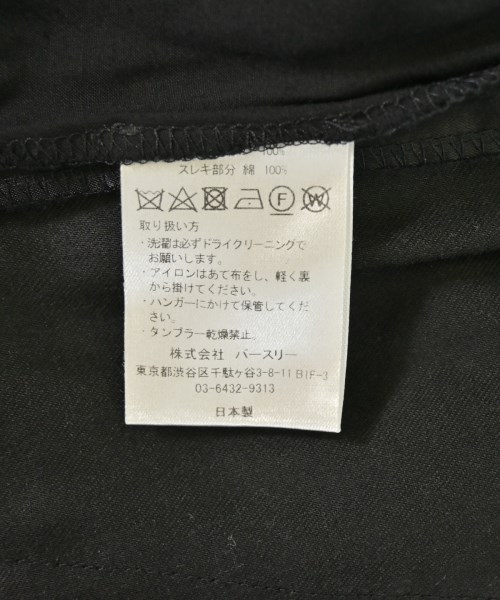 100%
スレキ部分 綿 100%
F W
取り扱い方
・洗濯は必ずドライクリーニングで
お願いします。
・アイロンはあて布をし、軽く裏
から掛けてください。
・ハンガーにかけて保管してくださ
い。
・タンブラー乾燥禁止。
株式会社 バースリー
東京都渋谷区千駄ヶ谷3-8-11 BiF-3
03-6432-9313
日本製